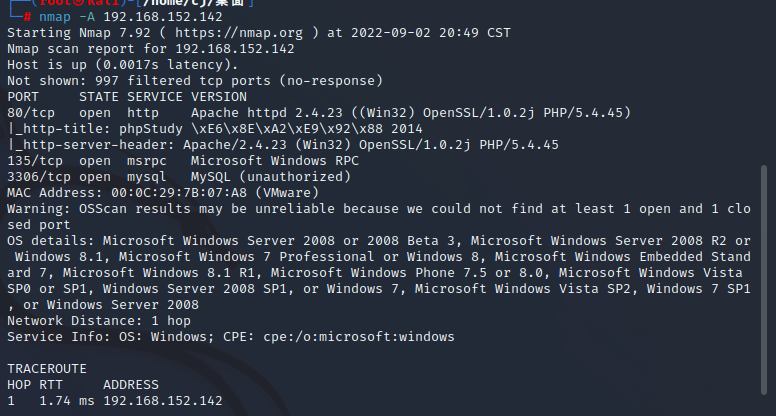 (root㉿kali)-[/home/cj/桌面]
# nmap -A 192.168.152.142
Starting Nmap 7.92 ( https://nmap.org ) at 2022-09-02 20:49 CST
Nmap scan report for 192.168.152.142
Host is up (0.0017s latency).
Not shown: 997 filtered tcp ports (no-response)
PORT     STATE SERVICE VERSION
80/tcp   open  http    Apache httpd 2.4.23 ((Win32) OpenSSL/1.0.2j PHP/5.4.45)
|_http-title: phpStudy \xE6\x8E\xA2\xE9\x92\x88 2014
|_http-server-header: Apache/2.4.23 (Win32) OpenSSL/1.0.2j PHP/5.4.45
135/tcp  open  msrpc   Microsoft Windows RPC
3306/tcp open  mysql   MySQL (unauthorized)
MAC Address: 00:0C:29:7B:07:A8 (VMware)
Warning: OSScan results may be unreliable because we could not find at least 1 open and 1 clo
sed port
OS details: Microsoft Windows Server 2008 or 2008 Beta 3, Microsoft Windows Server 2008 R2 or
 Windows 8.1, Microsoft Windows 7 Professional or Windows 8, Microsoft Windows Embedded Stand
ard 7, Microsoft Windows 8.1 R1, Microsoft Windows Phone 7.5 or 8.0, Microsoft Windows Vista
SP0 or SP1, Windows Server 2008 SP1, or Windows 7, Microsoft Windows Vista SP2, Windows 7 SP1
, or Windows Server 2008
Network Distance: 1 hop
Service Info: OS: Windows; CPE: cpe:/o:microsoft:windows
TRACEROUTE
HOP RTT     ADDRESS
1   1.74 ms 192.168.152.142